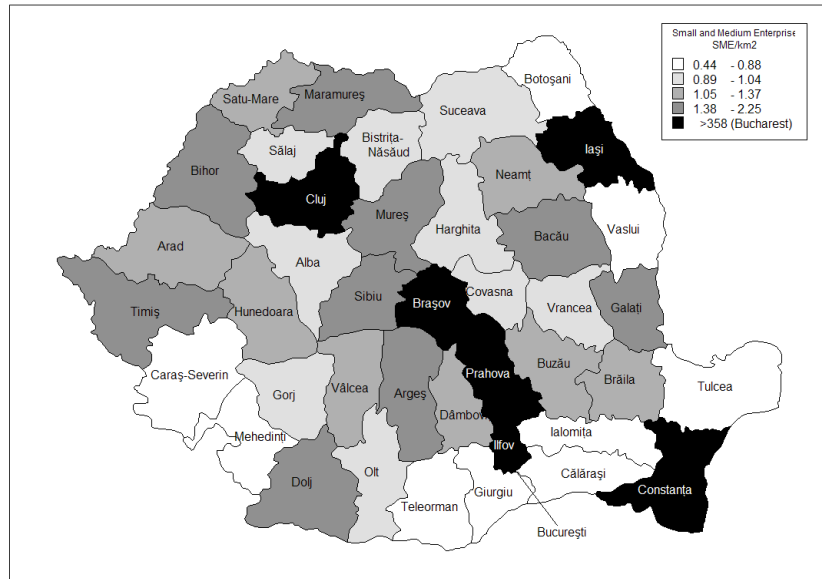 Small and Medium Enterprise
SME/km2
0.44 - 0.88
0.89 - 1.04
1.05 - 1.37
1.38 - 2.25
>358 (Bucharest)
Botoşani
Satu-Mare
Maramureş
Suceava
Bistriţa-
Năsăud
Sălaj
Iaşi
Bihor
Neamţ
Cluj
Mureş
Harghita
Vaslui
Bacău
Arad
Alba
Covasna
Sibiu
Braşov
Timiş
Hunedoara
Vrancea
Galaţi
Buzău
Caraş-Severin
Prahova
Tulcea
Gorj
Vâlcea
Argeş
Brăila
Dâmbovi
Mehedinţi
Ialomiţa
Ilfov
Olt
Călăraşi
Dolj
Giurgiu
Constanţa
Teleorman
Bucureşti